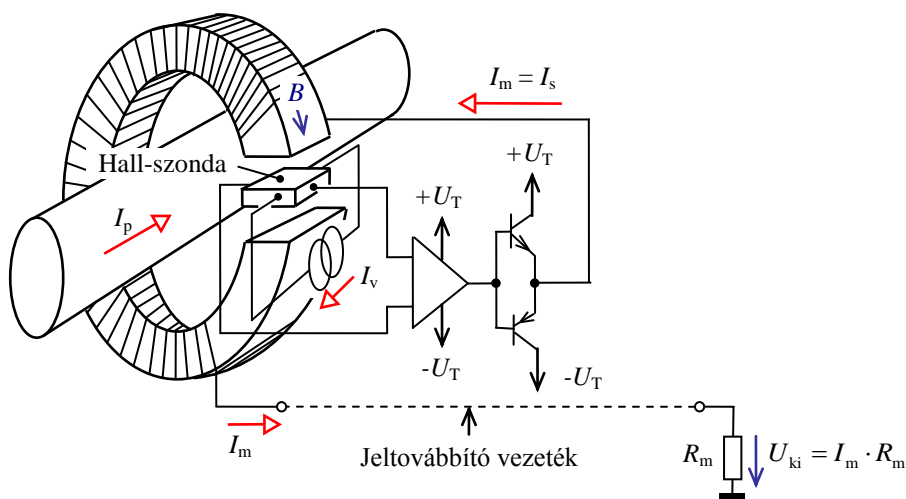 I_m = I_s
B
Hall-szonda
+U_T
+U_T
I_p
I_v
-U_T
-U_T
I_m
Jeltovábbító vezeték
R_m
U_ki = I_m · R_m